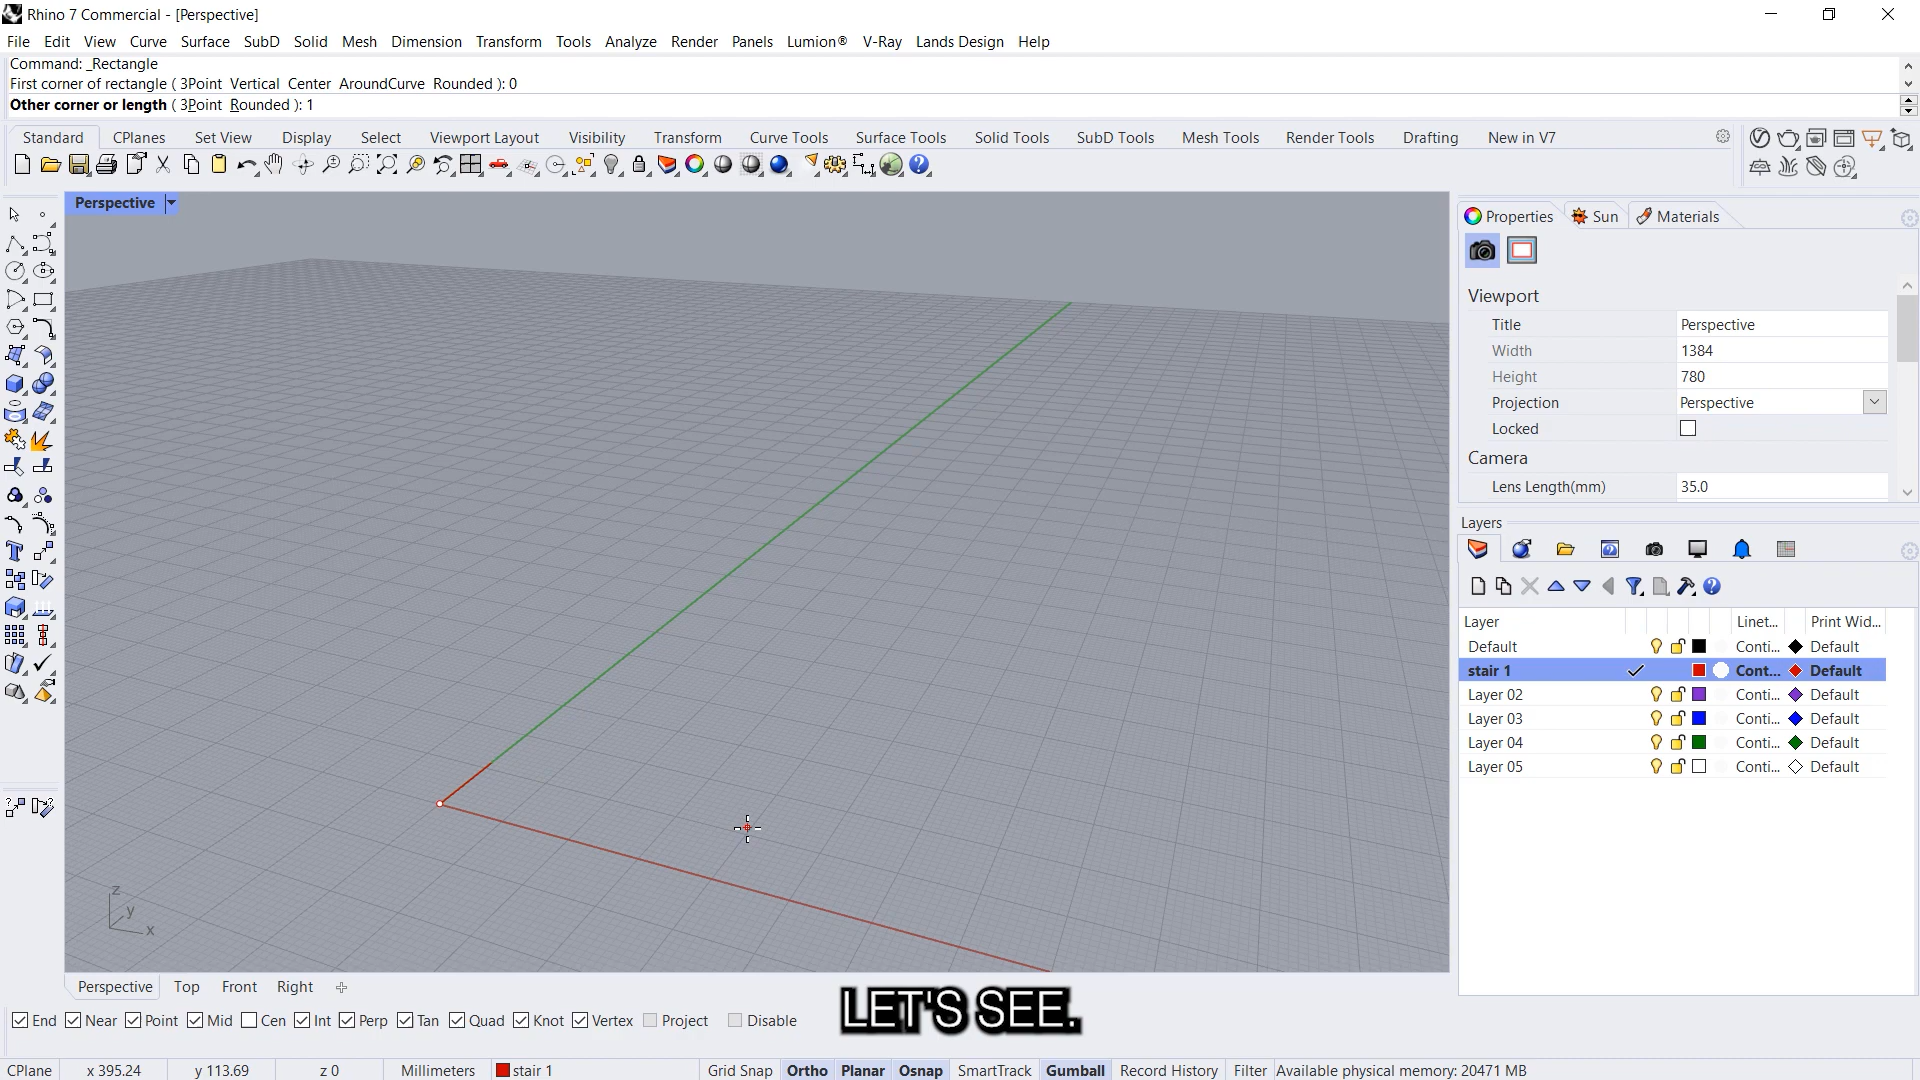 Rhino 7 Commercial - [Perspective]
File Edit View Curve Surface SubD Solid Mesh Dimension Transform Tools Analyze Render Panels Lumion® V-Ray Lands Design Help
Command: _Rectangle
First corner of rectangle ( 3Point Vertical Center AroundCurve Rounded ): 0
Other corner or length ( 3Point Rounded ): 1
Standard CPlanes Set View Display Select Viewport Layout Visibility Transform Curve Tools Surface Tools Solid Tools SubD Tools Mesh Tools Render Tools Drafting New in V7
Perspective
Properties Sun Materials
Viewport
Title Perspective
Width 1384
Height 780
Projection Perspective
Locked
Camera
Lens Length(mm) 35.0
Layers
Layer Linet... Print Wid...
Default Conti... Default
stair 1 Cont... Default
Layer 02 Conti... Default
Layer 03 Conti... Default
Layer 04 Conti... Default
Layer 05 Conti... Default
z
y
x
Perspective Top Front Right
LET'S SEE.
End Near Point Mid Cen Int Perp Tan Quad Knot Vertex Project Disable
CPlane x 395.24 y 113.69 z 0 Millimeters stair 1 Grid Snap Ortho Planar Osnap SmartTrack Gumball Record History Filter Available physical memory: 20471 MB